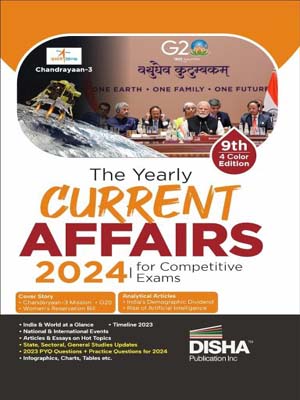 G20
Chandrayaan-3
वसुधैव कुटुम्बकम्
ONE EARTH • ONE FAMILY • ONE FUTURE
9th
4 Color
Edition
The Yearly
CURRENT
AFFAIRS
2024 for Competitive
Exams
Cover Story
• Chandrayaan-3 Mission • G20
• Women's Reservation Bill
Analytical Articles
• India's Demographic Dividend
• Rise of Artificial Intelligence
• India & World at a Glance • Timeline 2023
• National & International Events
• Articles & Essays on Hot Topics
• State, Sectoral, General Studies Updates
• 2023 PYQ Questions + Practice Questions for 2024
• Infographics, Charts, Tables etc.
DISHA
Publication Inc